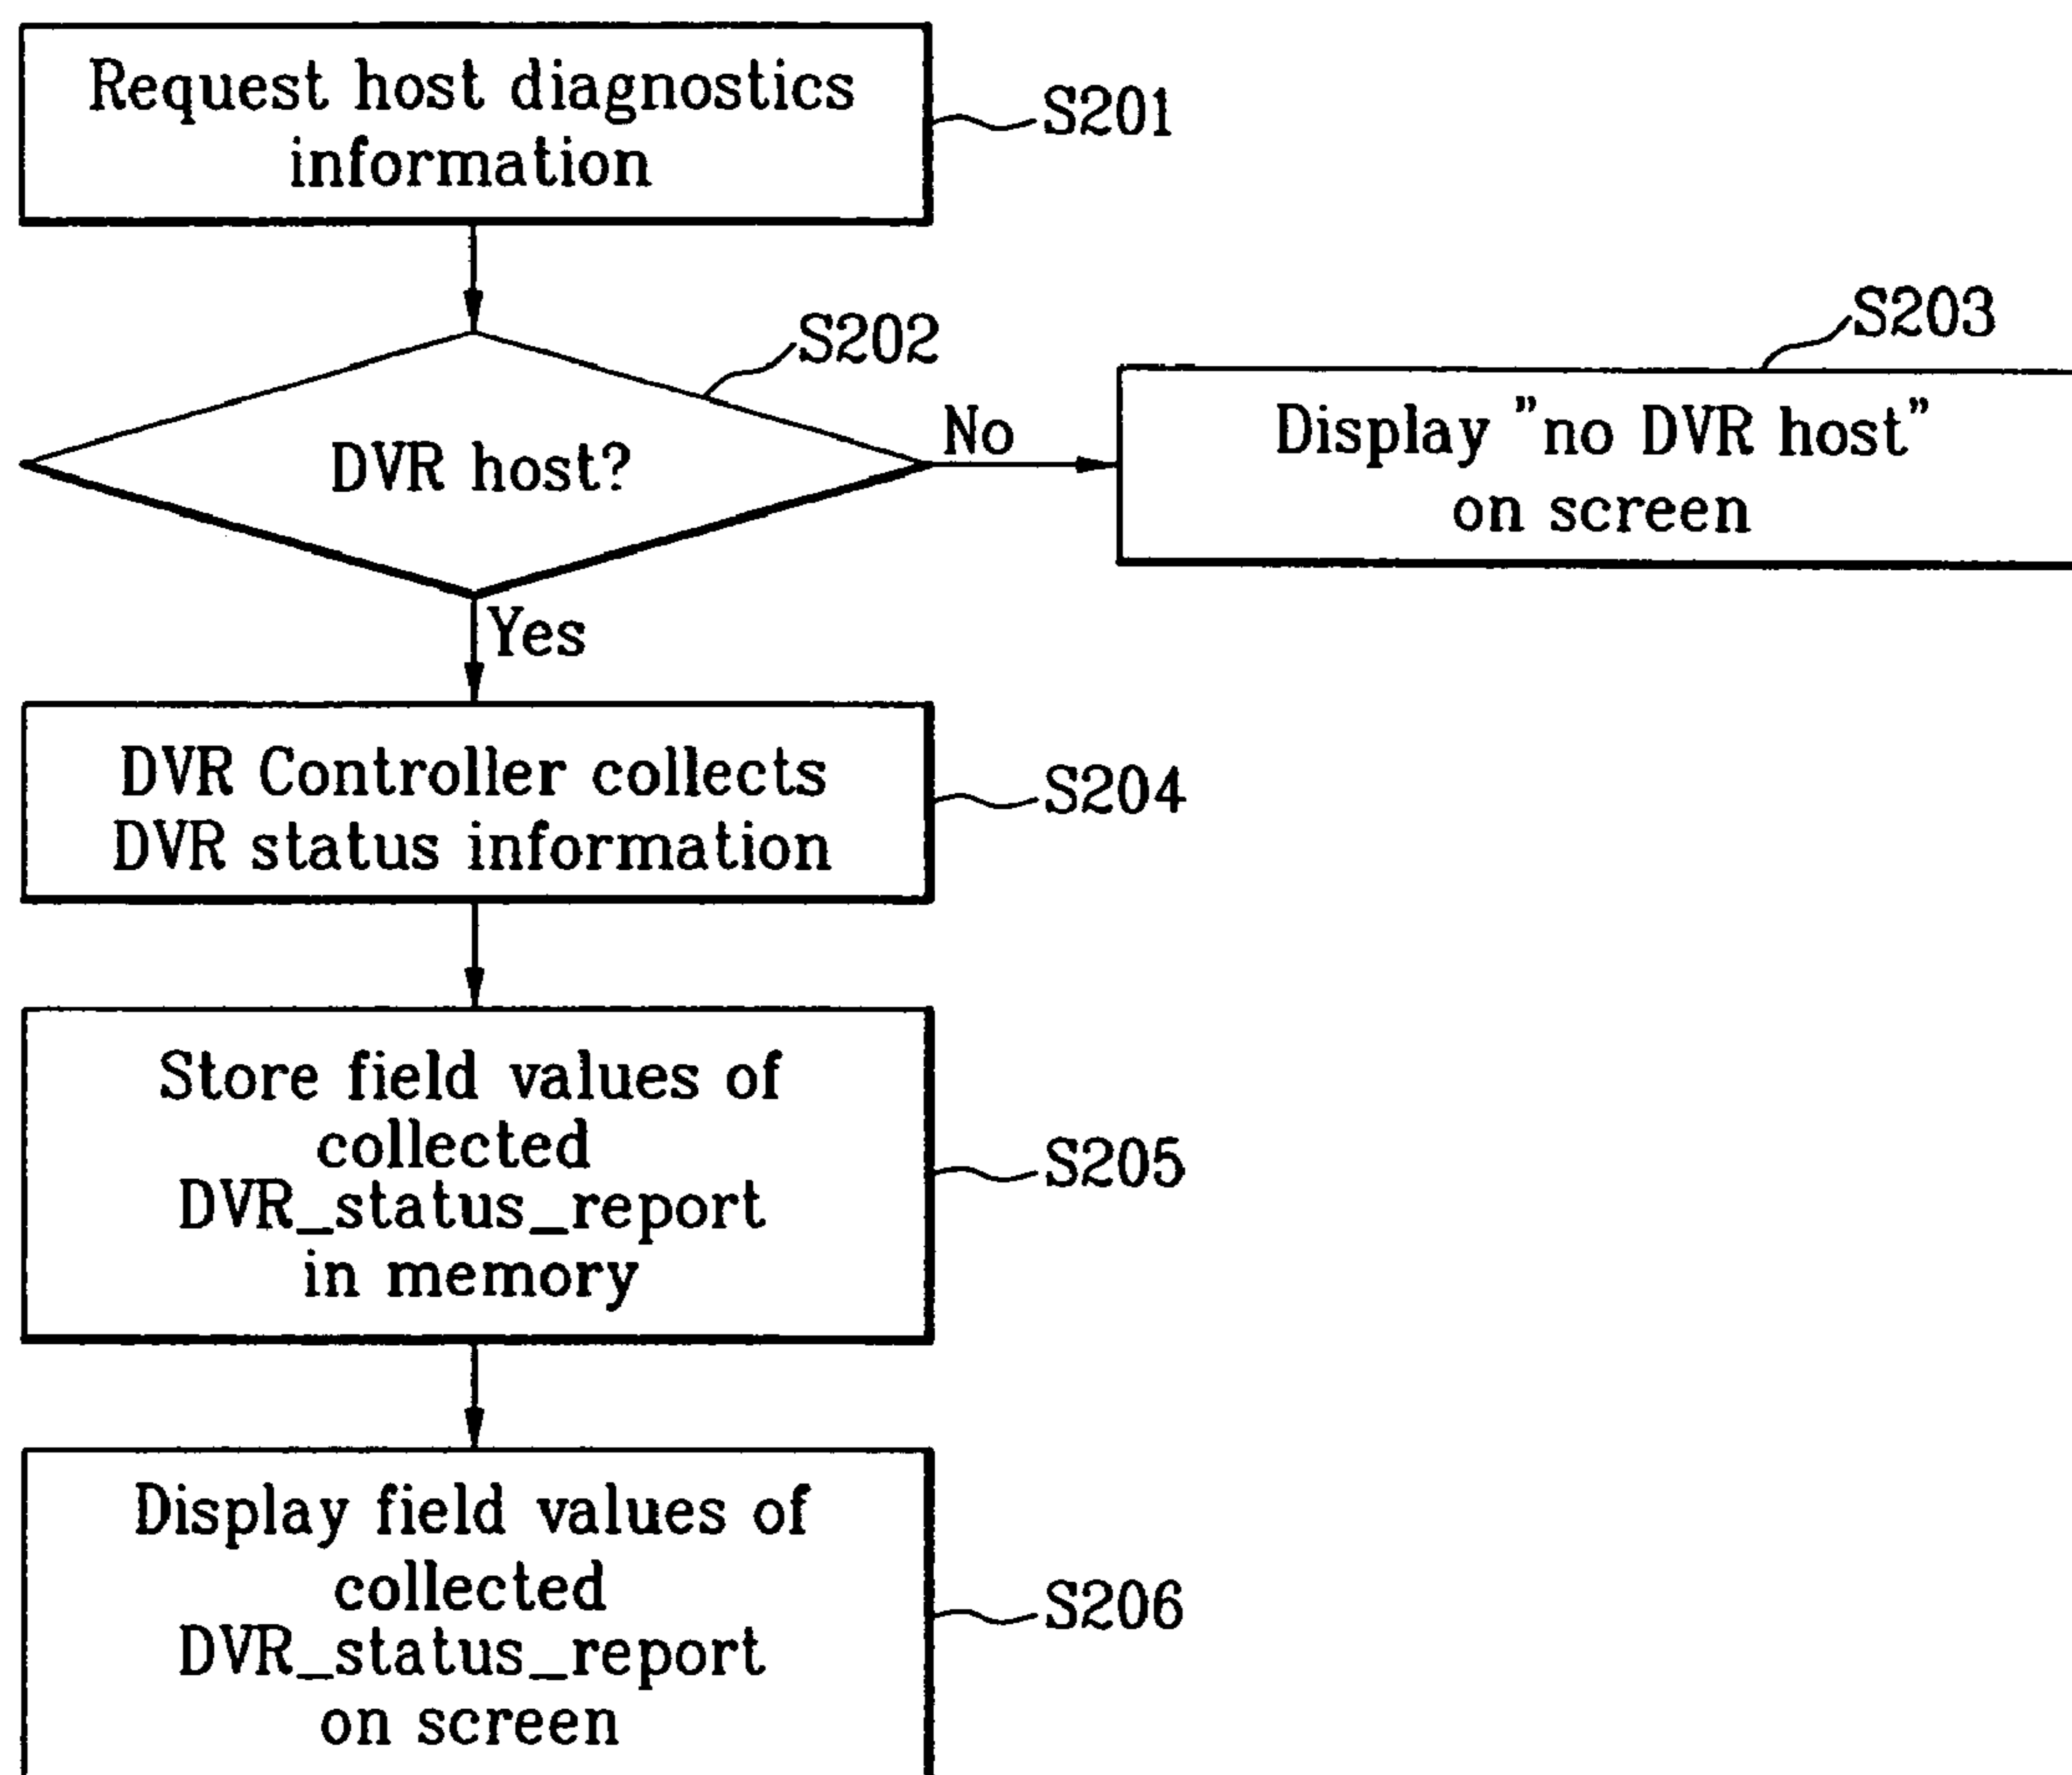 Request host diagnostics
information
S201
S202
DVR host?
No
S203
Display "no DVR host"
on screen
Yes
DVR Controller collects
DVR status information
S204
Store field values of
collected
DVR_status_report
in memory
S205
Display field values of
collected
DVR_status_report
on screen
S206